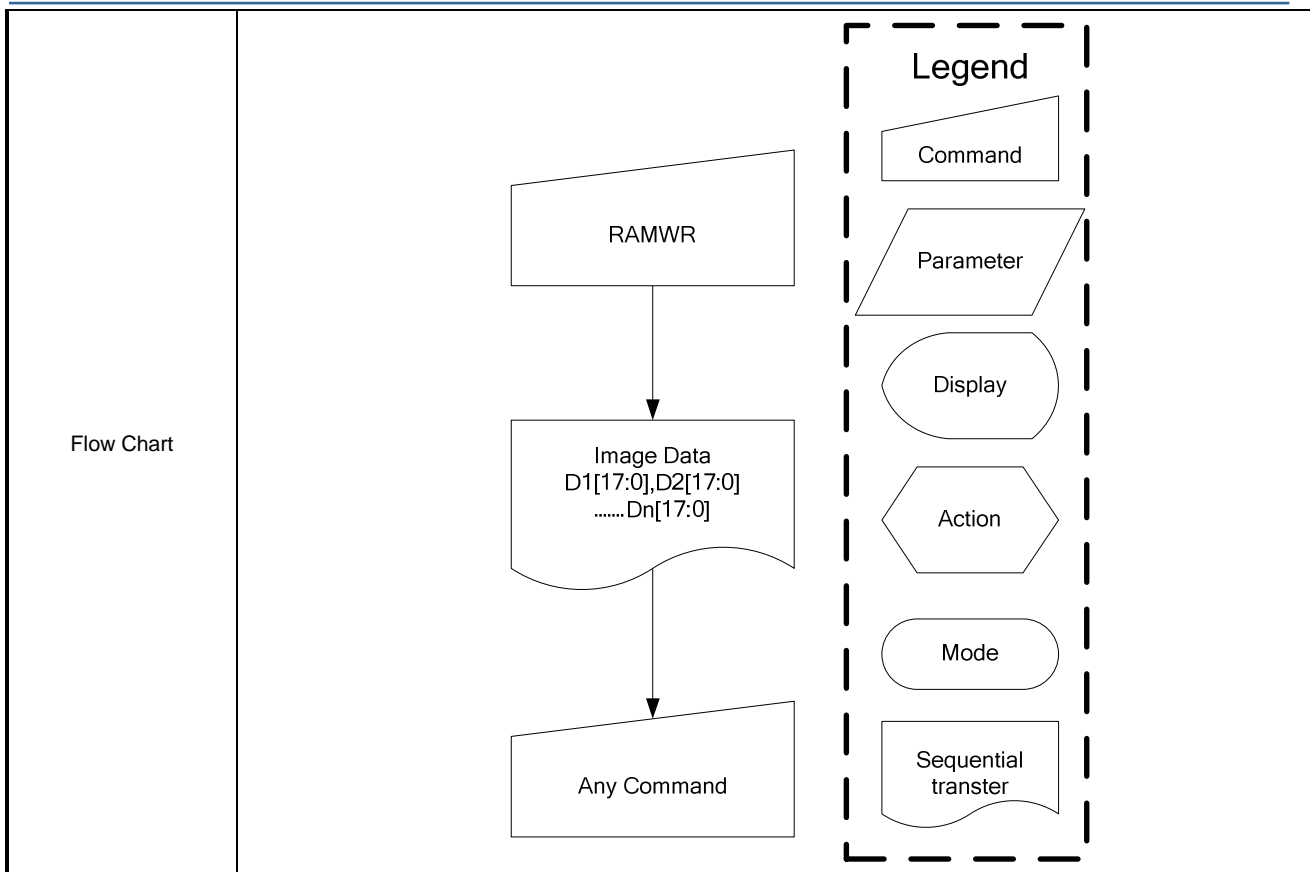 Flow Chart
RAMWR
Image Data
D1[17:0],D2[17:0]
.......Dn[17:0]
Any Command
Legend
Command
Parameter
Display
Action
Mode
Sequential
transter